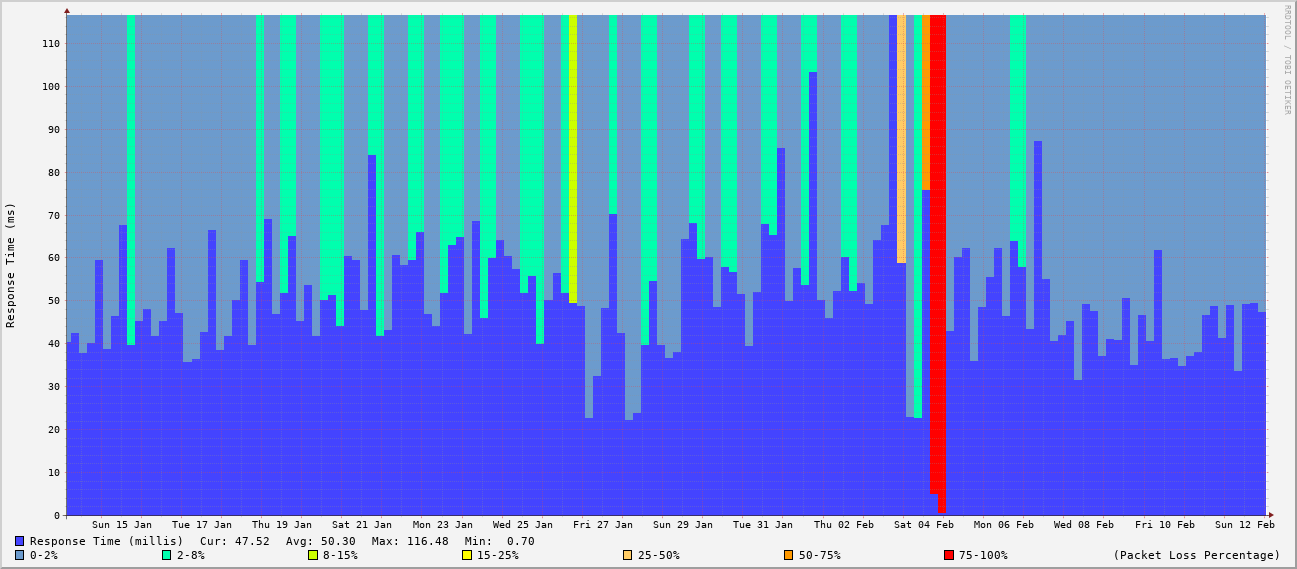 RRDTOOL / TOBI OETIKER
Response Time (ms)
110
100
90
80
70
60
50
40
30
20
10
0
Sun 15 Jan Tue 17 Jan Thu 19 Jan Sat 21 Jan Mon 23 Jan Wed 25 Jan Fri 27 Jan Sun 29 Jan Tue 31 Jan Thu 02 Feb Sat 04 Feb Mon 06 Feb Wed 08 Feb Fri 10 Feb Sun 12 Feb
Response Time (millis) Cur: 47.52 Avg: 50.30 Max: 116.48 Min: 0.70
0-2% 2-8% 8-15% 15-25% 25-50% 50-75% 75-100% (Packet Loss Percentage)